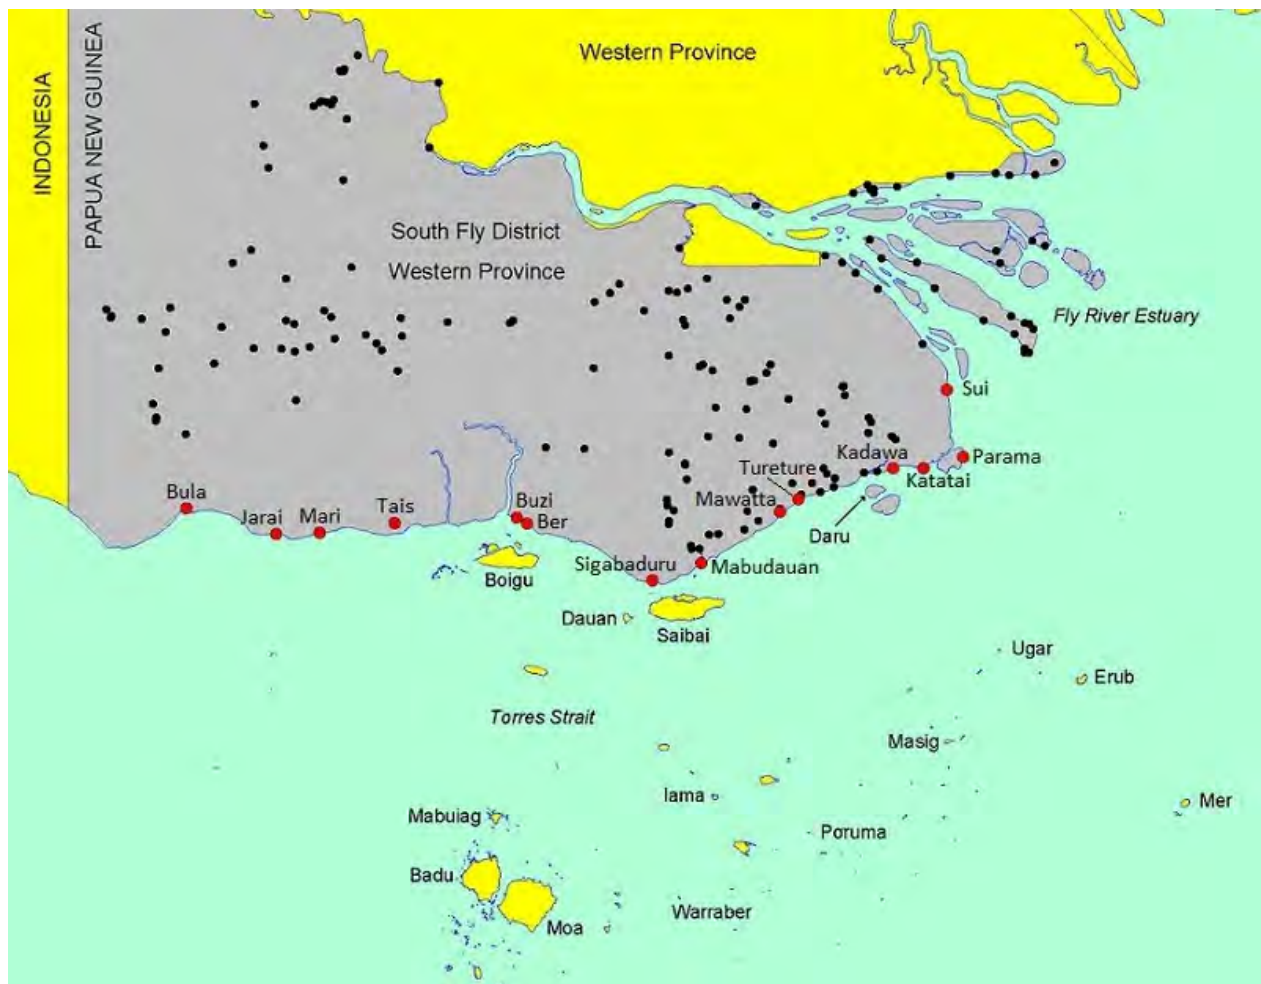 Western Province
INDONESIA
PAPUA NEW GUINEA
South Fly District
Western Province
Fly River Estuary
Sui
Kadawa
Parama
Tureture
Katatai
Bula
Mawatta
Tais
Buzi
Jarai
Mari
Ber
Daru
Sigabaduru
Mabudauan
Boigu
Dauan
Saibai
Ugar
Erub
Torres Strait
Masig
Iama
Mer
Mabuiag
Poruma
Badu
Warraber
Moa